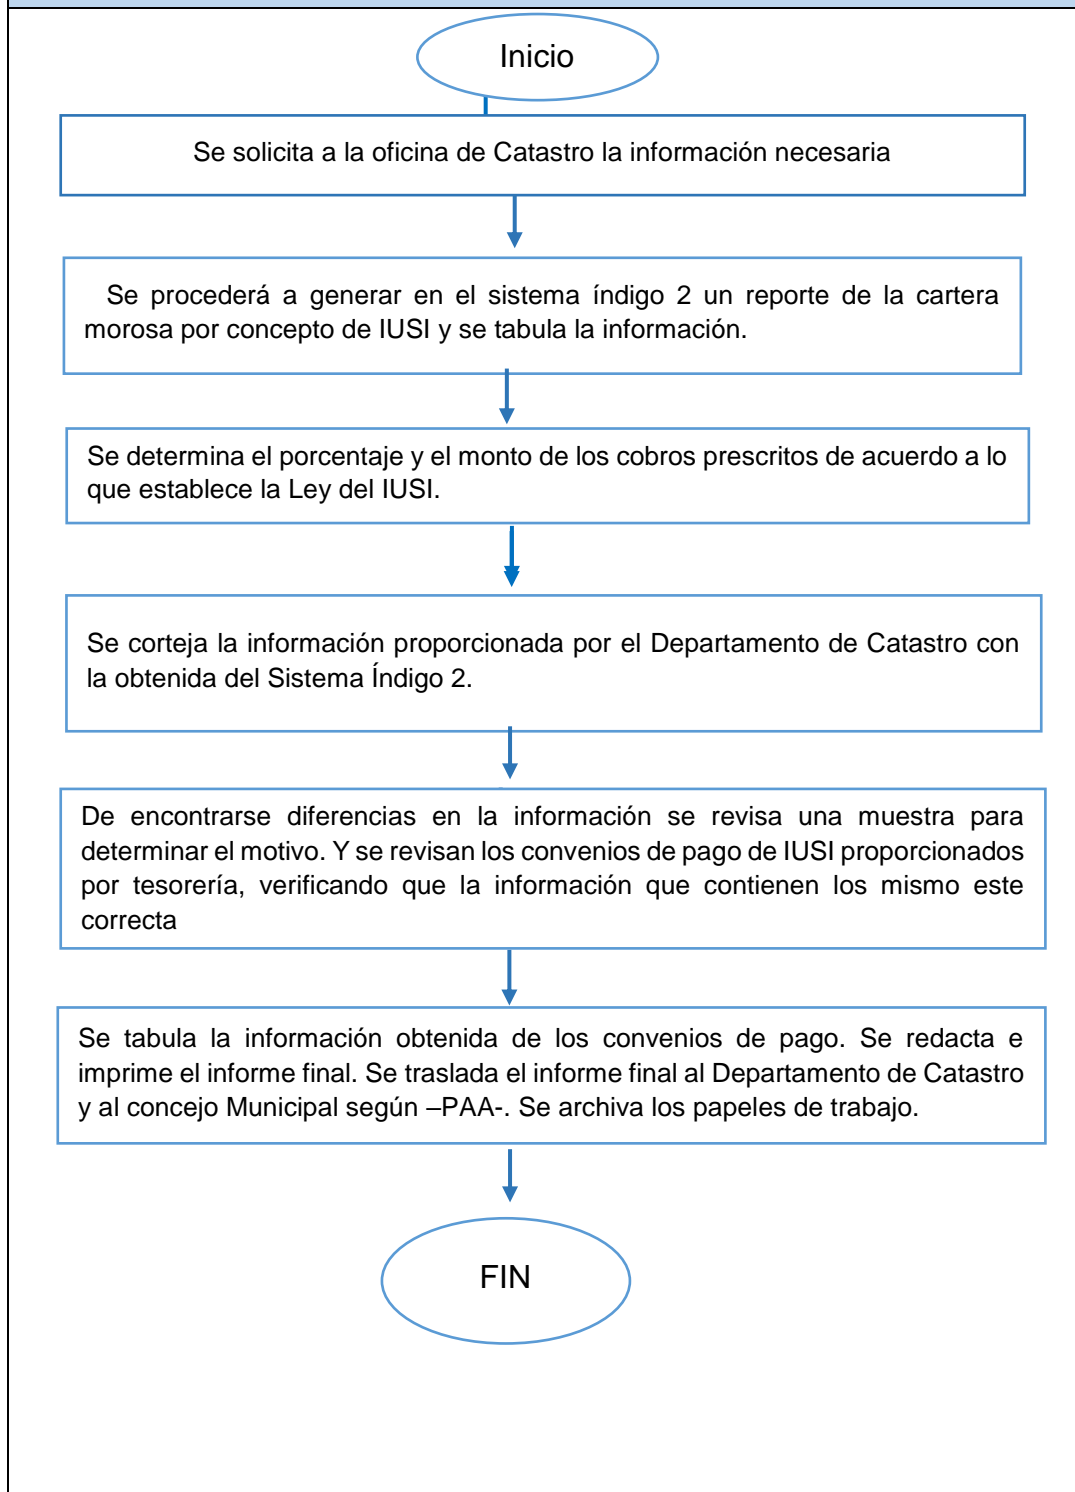 Inicio
Se solicita a la oficina de Catastro la información necesaria
Se procederá a generar en el sistema índigo 2 un reporte de la cartera
morosa por concepto de IUSI y se tabula la información.
Se determina el porcentaje y el monto de los cobros prescritos de acuerdo a lo
que establece la Ley del IUSI.
Se corteja la información proporcionada por el Departamento de Catastro con
la obtenida del Sistema Índigo 2.
De encontrarse diferencias en la información se revisa una muestra para
determinar el motivo. Y se revisan los convenios de pago de IUSI proporcionados
por tesorería, verificando que la información que contienen los mismo este
correcta
Se tabula la información obtenida de los convenios de pago. Se redacta e
imprime el informe final. Se traslada el informe final al Departamento de Catastro
y al concejo Municipal según –PAA-. Se archiva los papeles de trabajo.
FIN